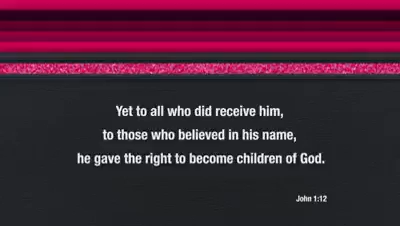 Yet to all who did receive him,
to those who believed in his name,
he gave the right to become children of God.
John 1:12